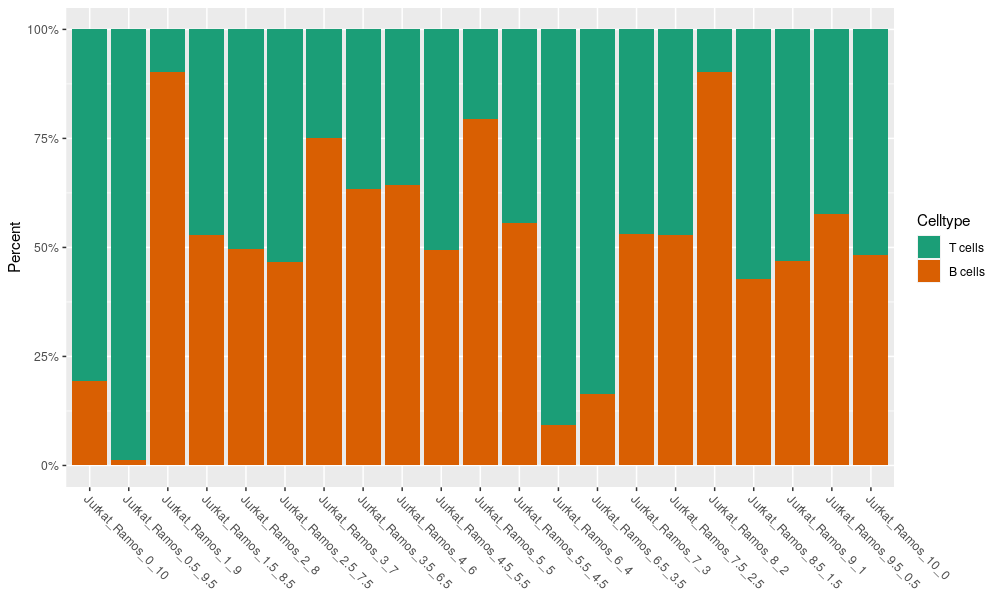 100%
75%
50%
25%
0%
Percent
Jurkat_Ramos_0_10
Jurkat_Ramos_0.5_9.5
Jurkat_Ramos_1_9
Jurkat_Ramos_1.5_8.5
Jurkat_Ramos_2_8
Jurkat_Ramos_2.5_7.5
Jurkat_Ramos_3_7
Jurkat_Ramos_3.5_6.5
Jurkat_Ramos_4_6
Jurkat_Ramos_4.5_5.5
Jurkat_Ramos_5_5
Jurkat_Ramos_5.5_4.5
Jurkat_Ramos_6_4
Jurkat_Ramos_6.5_3.5
Jurkat_Ramos_7_3
Jurkat_Ramos_7.5_2.5
Jurkat_Ramos_8_2
Jurkat_Ramos_8.5_1.5
Jurkat_Ramos_9_1
Jurkat_Ramos_9.5_0.5
Jurkat_Ramos_10_0
Celltype
T cells
B cells